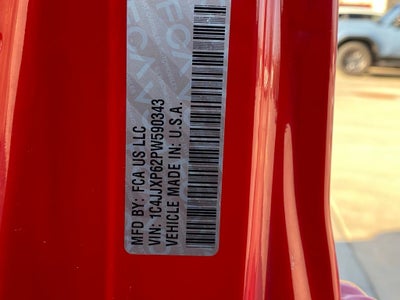 MFD BY: FCA US LLC
VIN: 1C4JJXP62PW590343
VEHICLE MADE IN: U.S.A.